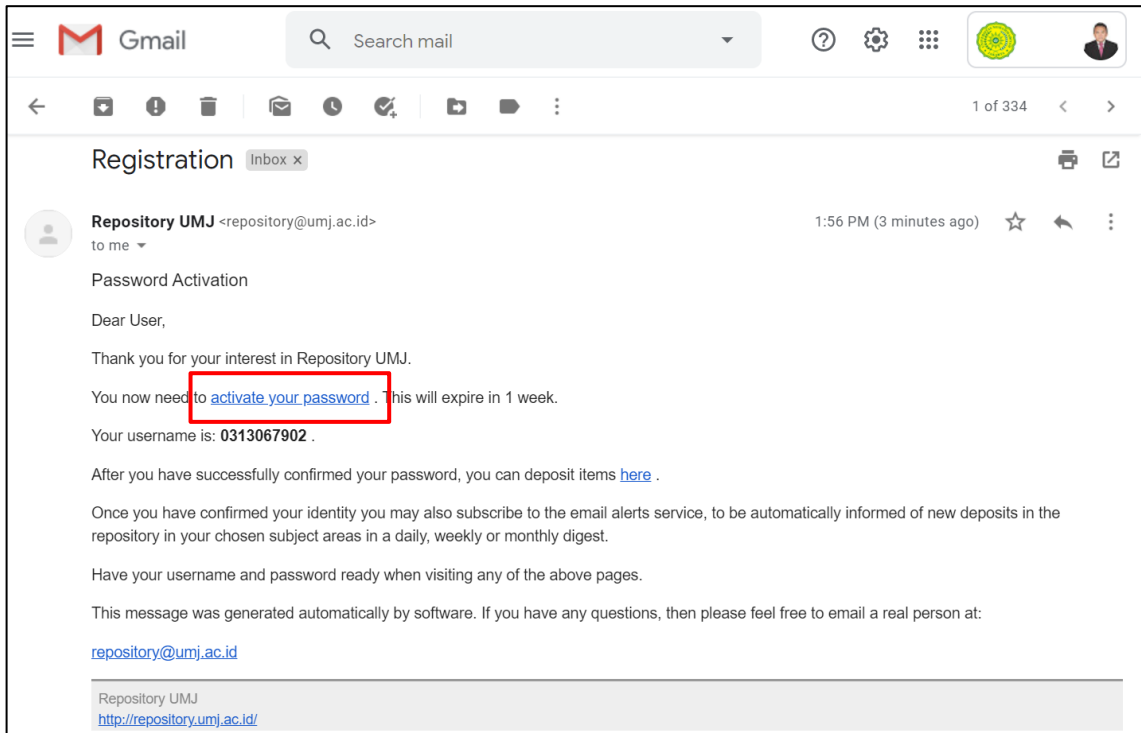 Gmail
Search mail
1 of 334
Registration Inbox x
Repository UMJ <repository@umj.ac.id> 1:56 PM (3 minutes ago)
to me
Password Activation
Dear User,
Thank you for your interest in Repository UMJ.
You now need to activate your password . This will expire in 1 week.
Your username is: 0313067902 .
After you have successfully confirmed your password, you can deposit items here .
Once you have confirmed your identity you may also subscribe to the email alerts service, to be automatically informed of new deposits in the
repository in your chosen subject areas in a daily, weekly or monthly digest.
Have your username and password ready when visiting any of the above pages.
This message was generated automatically by software. If you have any questions, then please feel free to email a real person at:
repository@umj.ac.id
Repository UMJ
http://repository.umj.ac.id/